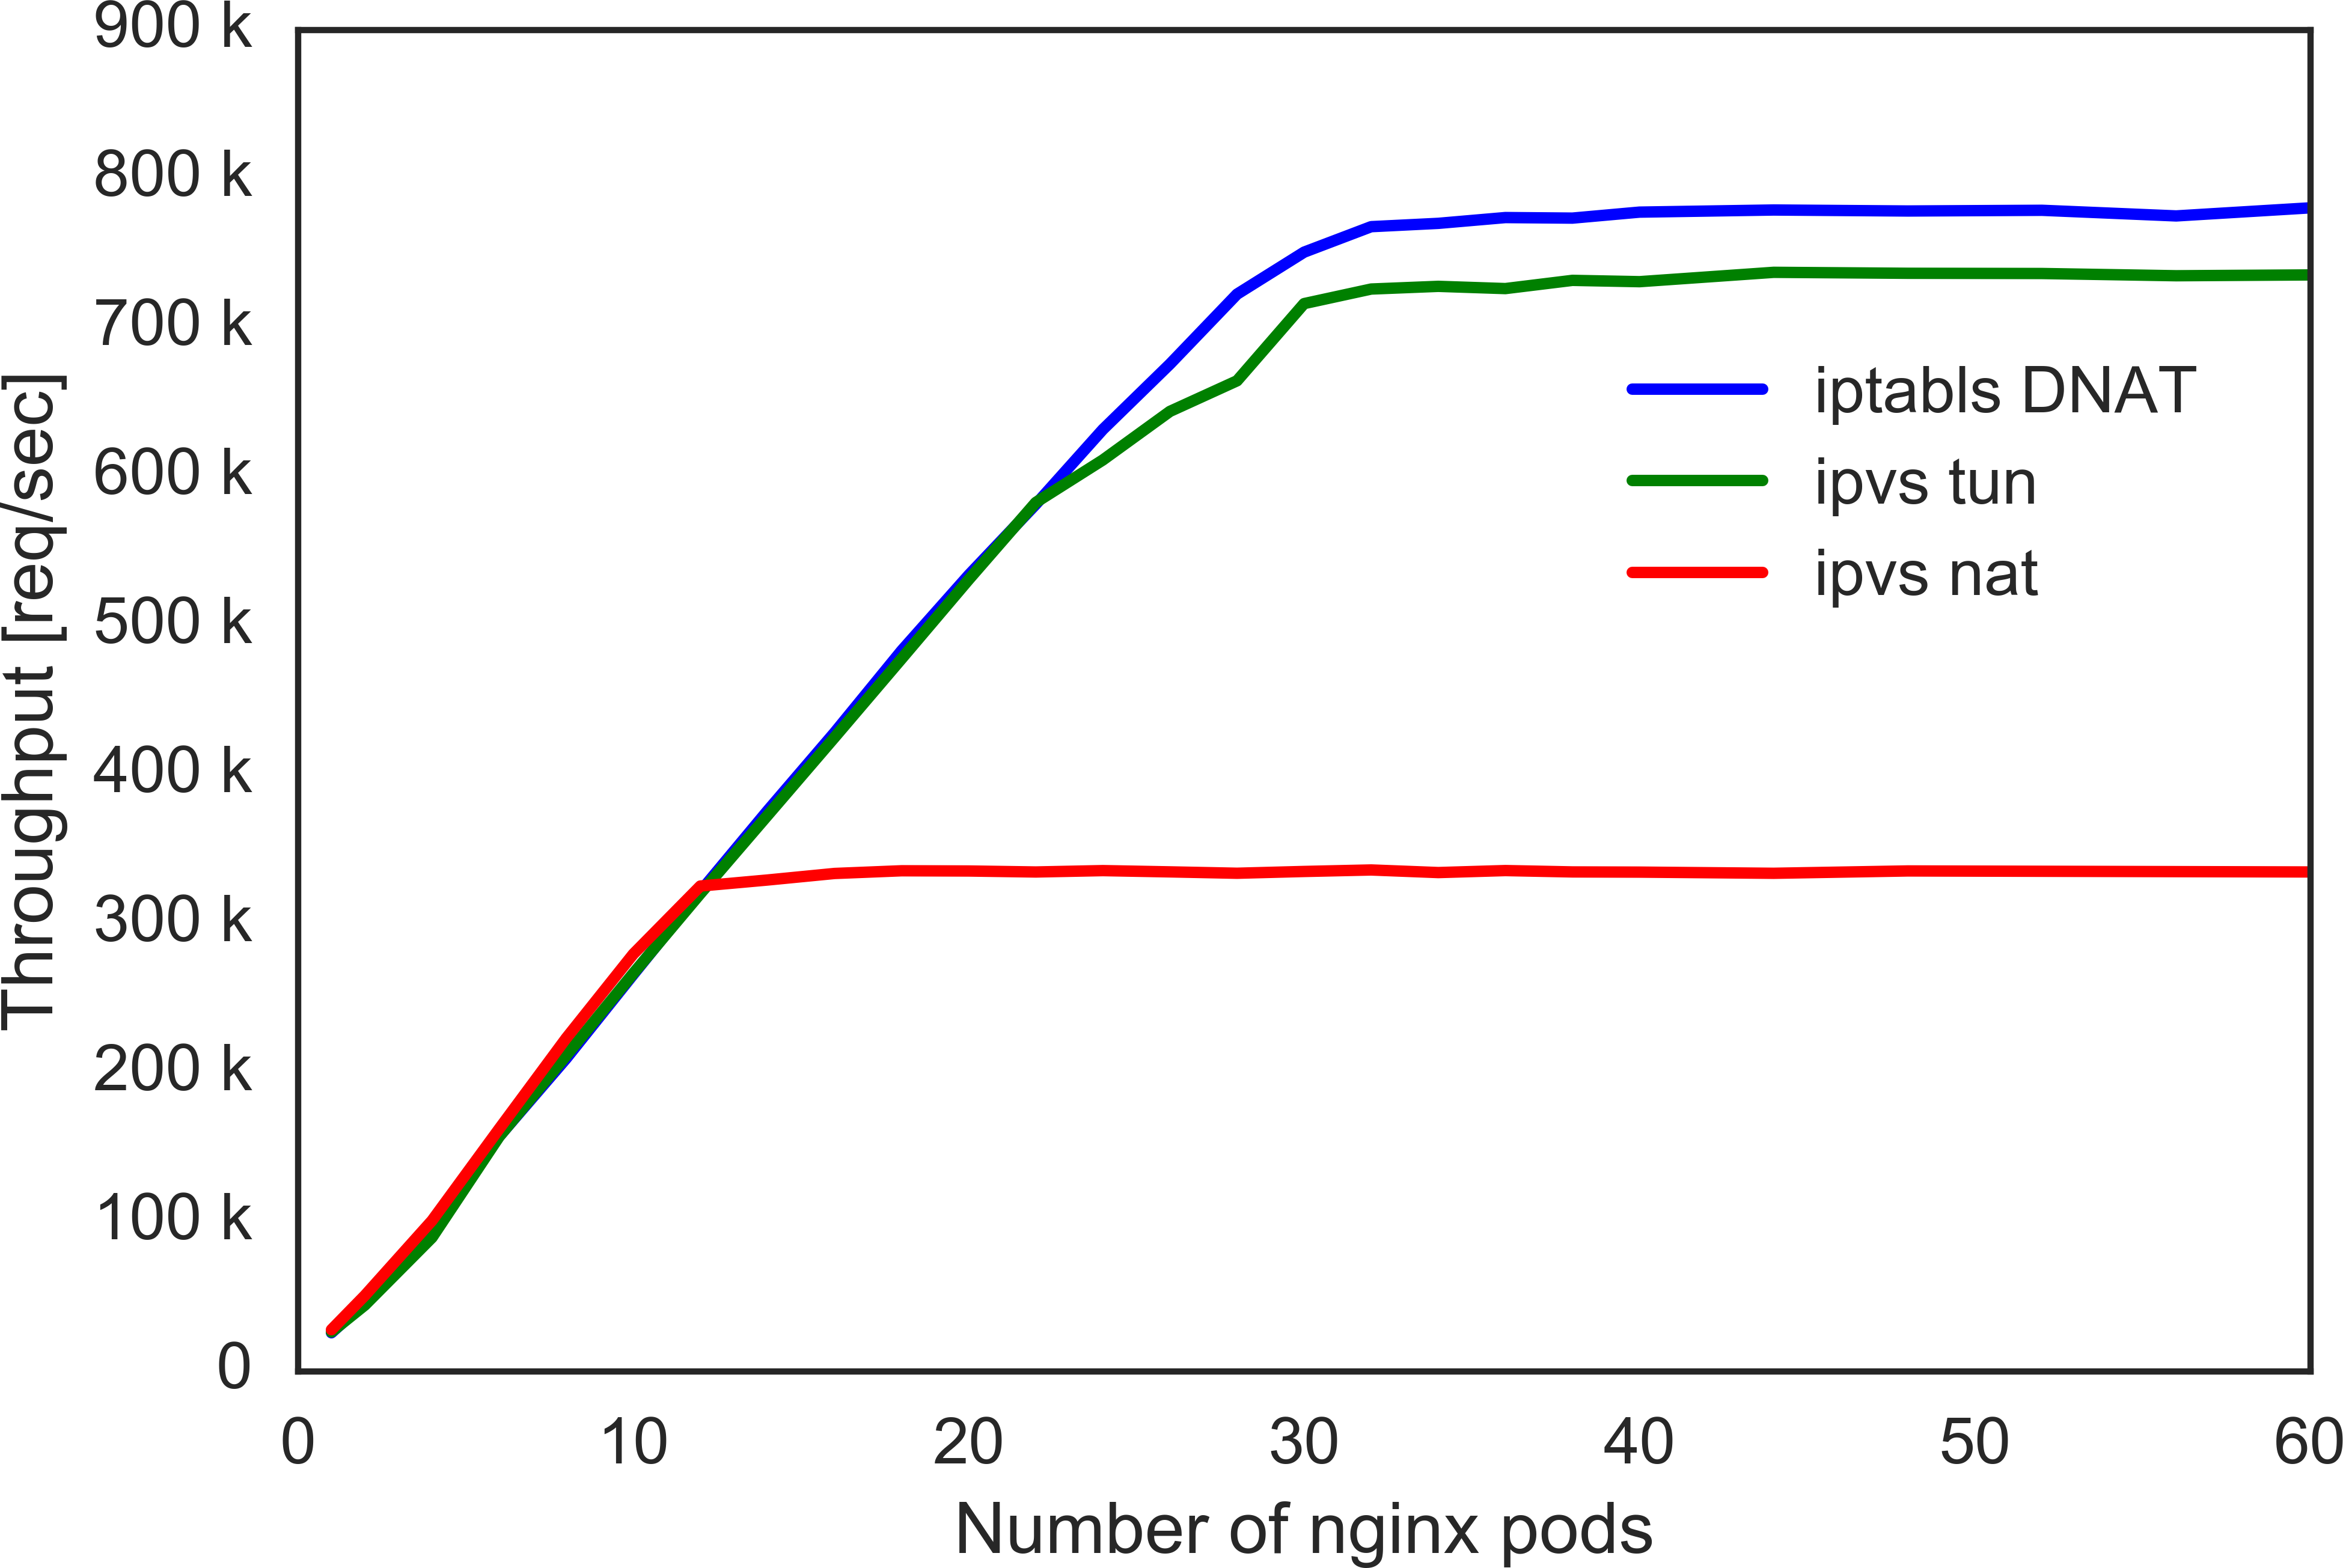 900 k
800 k
700 k
600 k
500 k
400 k
300 k
200 k
100 k
0
Throughput [req/sec]
iptabls DNAT
ipvs tun
ipvs nat
0 10 20 30 40 50 60
Number of nginx pods